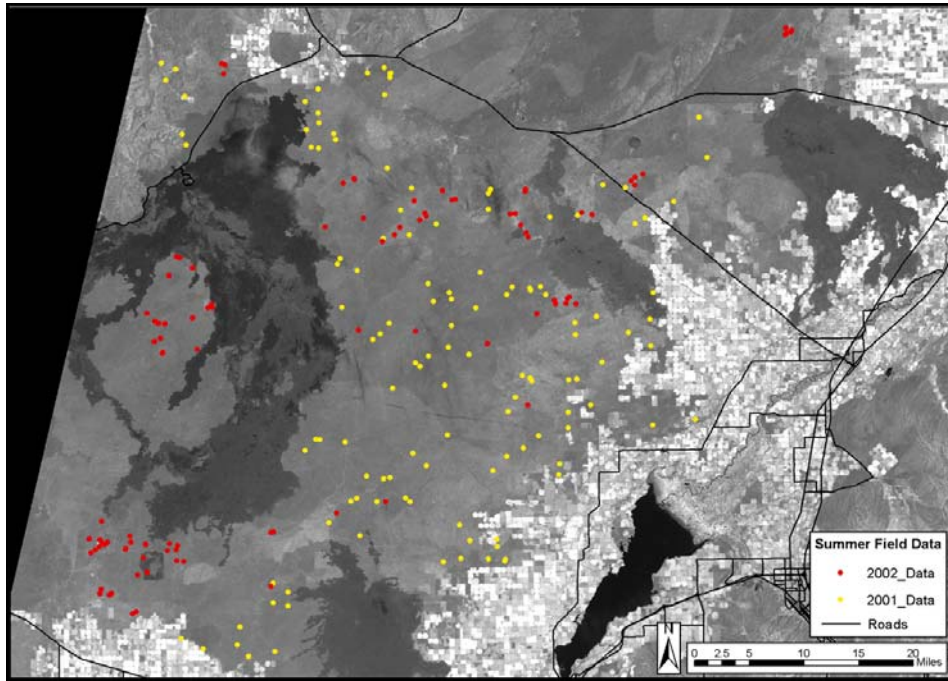 Summer Field Data
2002_Data
2001_Data
Roads
N
0 2.5 5 10 15 20
Miles